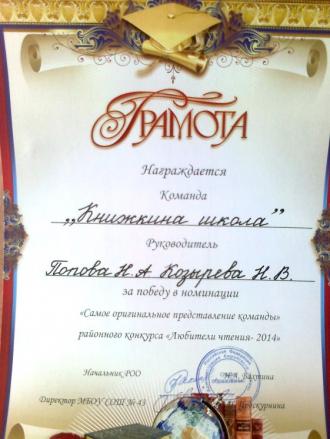 Грамота
Награждается
Команда
„Книжкина школа”
Руководитель
Попова Н.А Козырева Н.В.
за победу в номинации
«Самое оригинальное представление команды»
районного конкурса «Любители чтения- 2014»
Начальник РОО
Директор МБОУ СОШ № 43